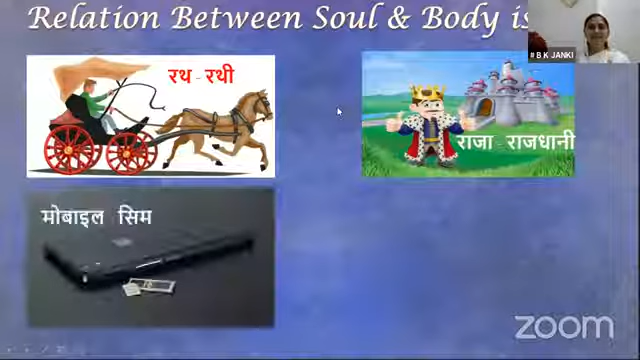 Relation Between Soul & Body is
# B K JANKI
रथ - रथी
राजा - राजधानी
मोबाइल सिम
zoom